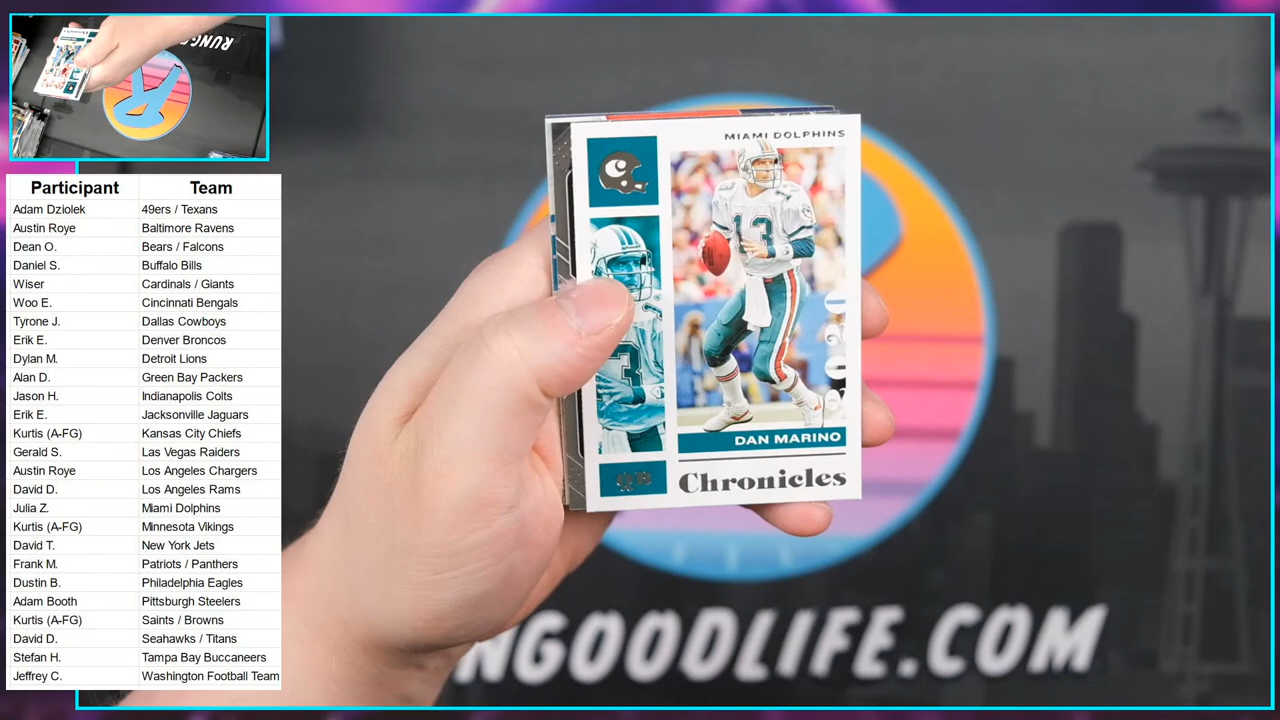 RUNGOO
Participant Team
Adam Dziolek 49ers / Texans
Austin Roye Baltimore Ravens
Dean O. Bears / Falcons
Daniel S. Buffalo Bills
Wiser Cardinals / Giants
Woo E. Cincinnati Bengals
Tyrone J. Dallas Cowboys
Erik E. Denver Broncos
Dylan M. Detroit Lions
Alan D. Green Bay Packers
Jason H. Indianapolis Colts
Erik E. Jacksonville Jaguars
Kurtis (A-FG) Kansas City Chiefs
Gerald S. Las Vegas Raiders
Austin Roye Los Angeles Chargers
David D. Los Angeles Rams
Julia Z. Miami Dolphins
Kurtis (A-FG) Minnesota Vikings
David T. New York Jets
Frank M. Patriots / Panthers
Dustin B. Philadelphia Eagles
Adam Booth Pittsburgh Steelers
Kurtis (A-FG) Saints / Browns
David D. Seahawks / Titans
Stefan H. Tampa Bay Buccaneers
Jeffrey C. Washington Football Team
MIAMI DOLPHINS
C
13
3
2020
DAN MARINO
QB
Chronicles
NGOODLIFE.COM